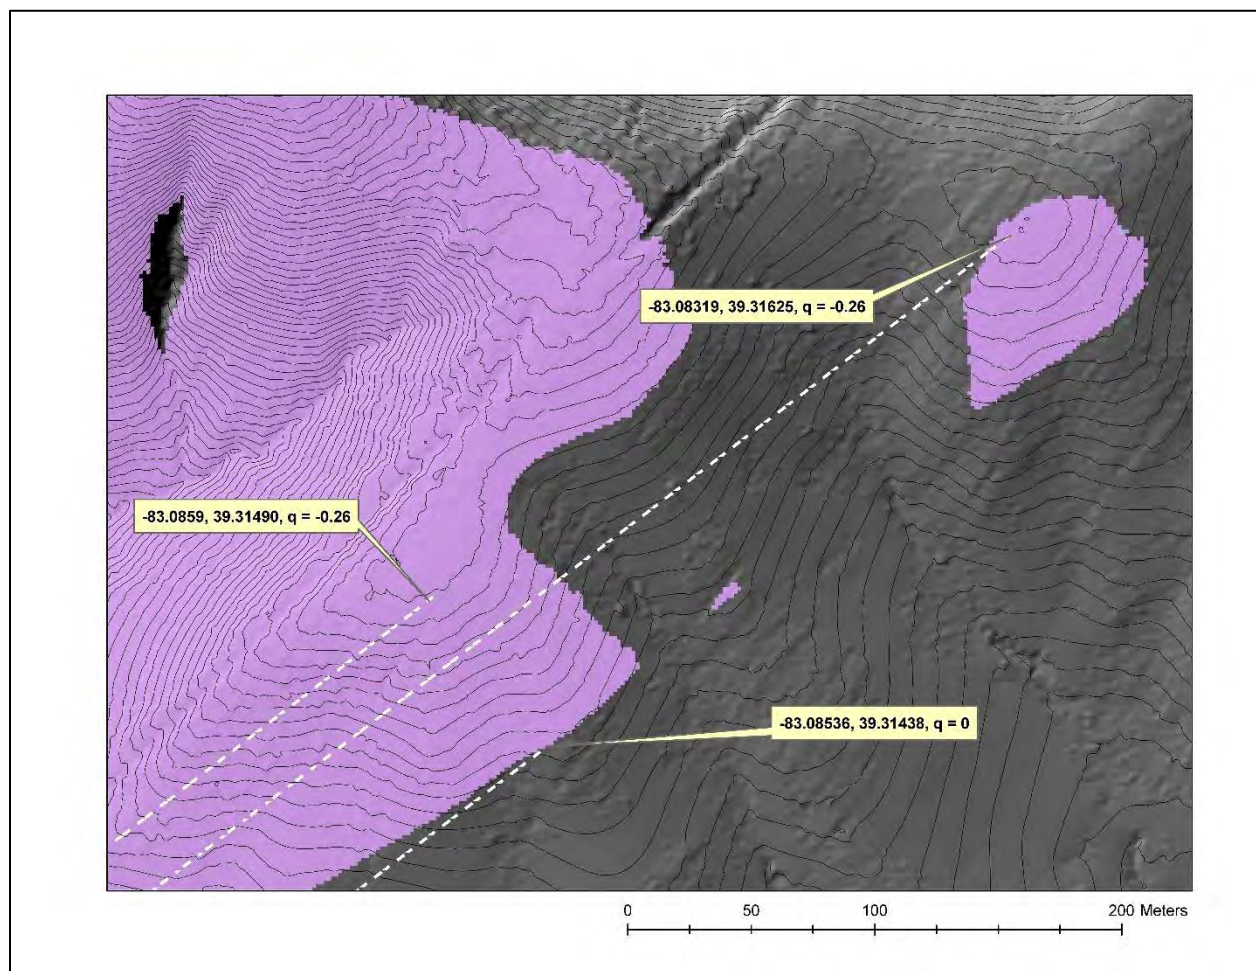 -83.08319, 39.31625, q = -0.26
-83.0859, 39.31490, q = -0.26
-83.08536, 39.31438, q = 0
0 50 100 200 Meters